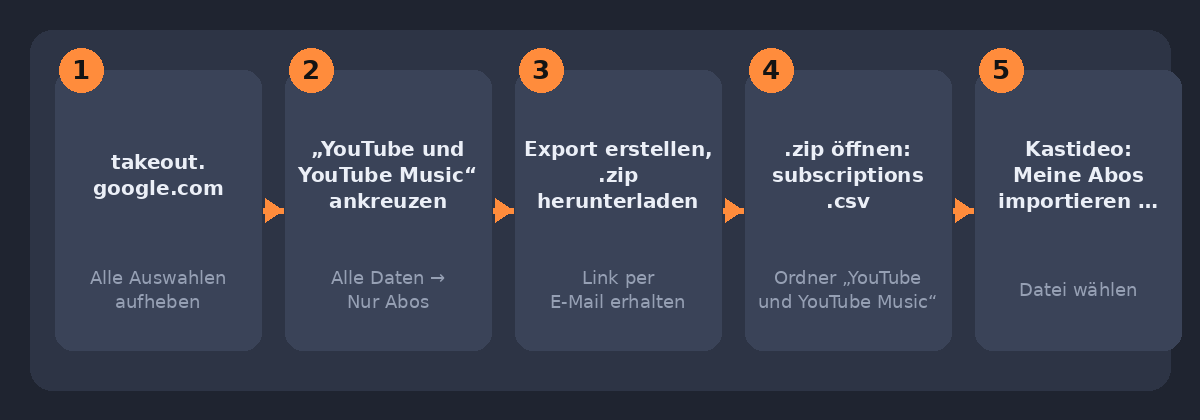 1
takeout.
google.com
Alle Auswahlen
aufheben
2
„YouTube und
YouTube Music“
ankreuzen
Alle Daten →
Nur Abos
3
Export erstellen,
.zip
herunterladen
Link per
E-Mail erhalten
4
.zip öffnen:
subscriptions
.csv
Ordner „YouTube
und YouTube Music“
5
Kastideo:
Meine Abos
importieren …
Datei wählen